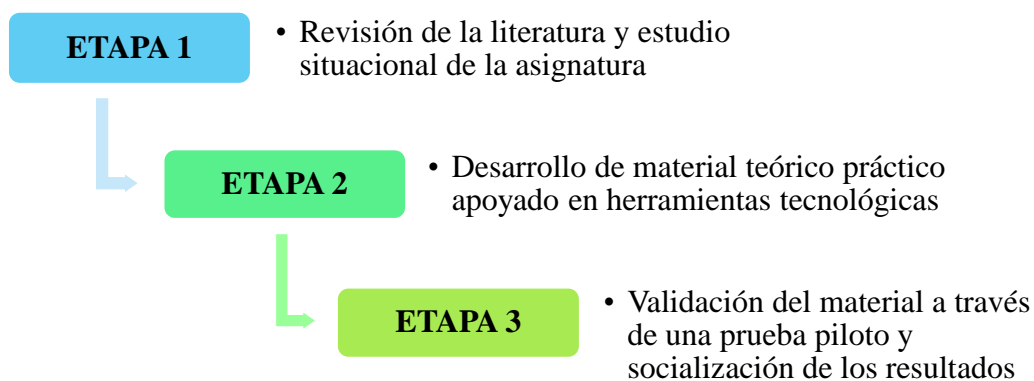 ETAPA 1
• Revisión de la literatura y estudio
situacional de la asignatura
ETAPA 2
• Desarrollo de material teórico práctico
apoyado en herramientas tecnológicas
ETAPA 3
• Validación del material a través
de una prueba piloto y
socialización de los resultados